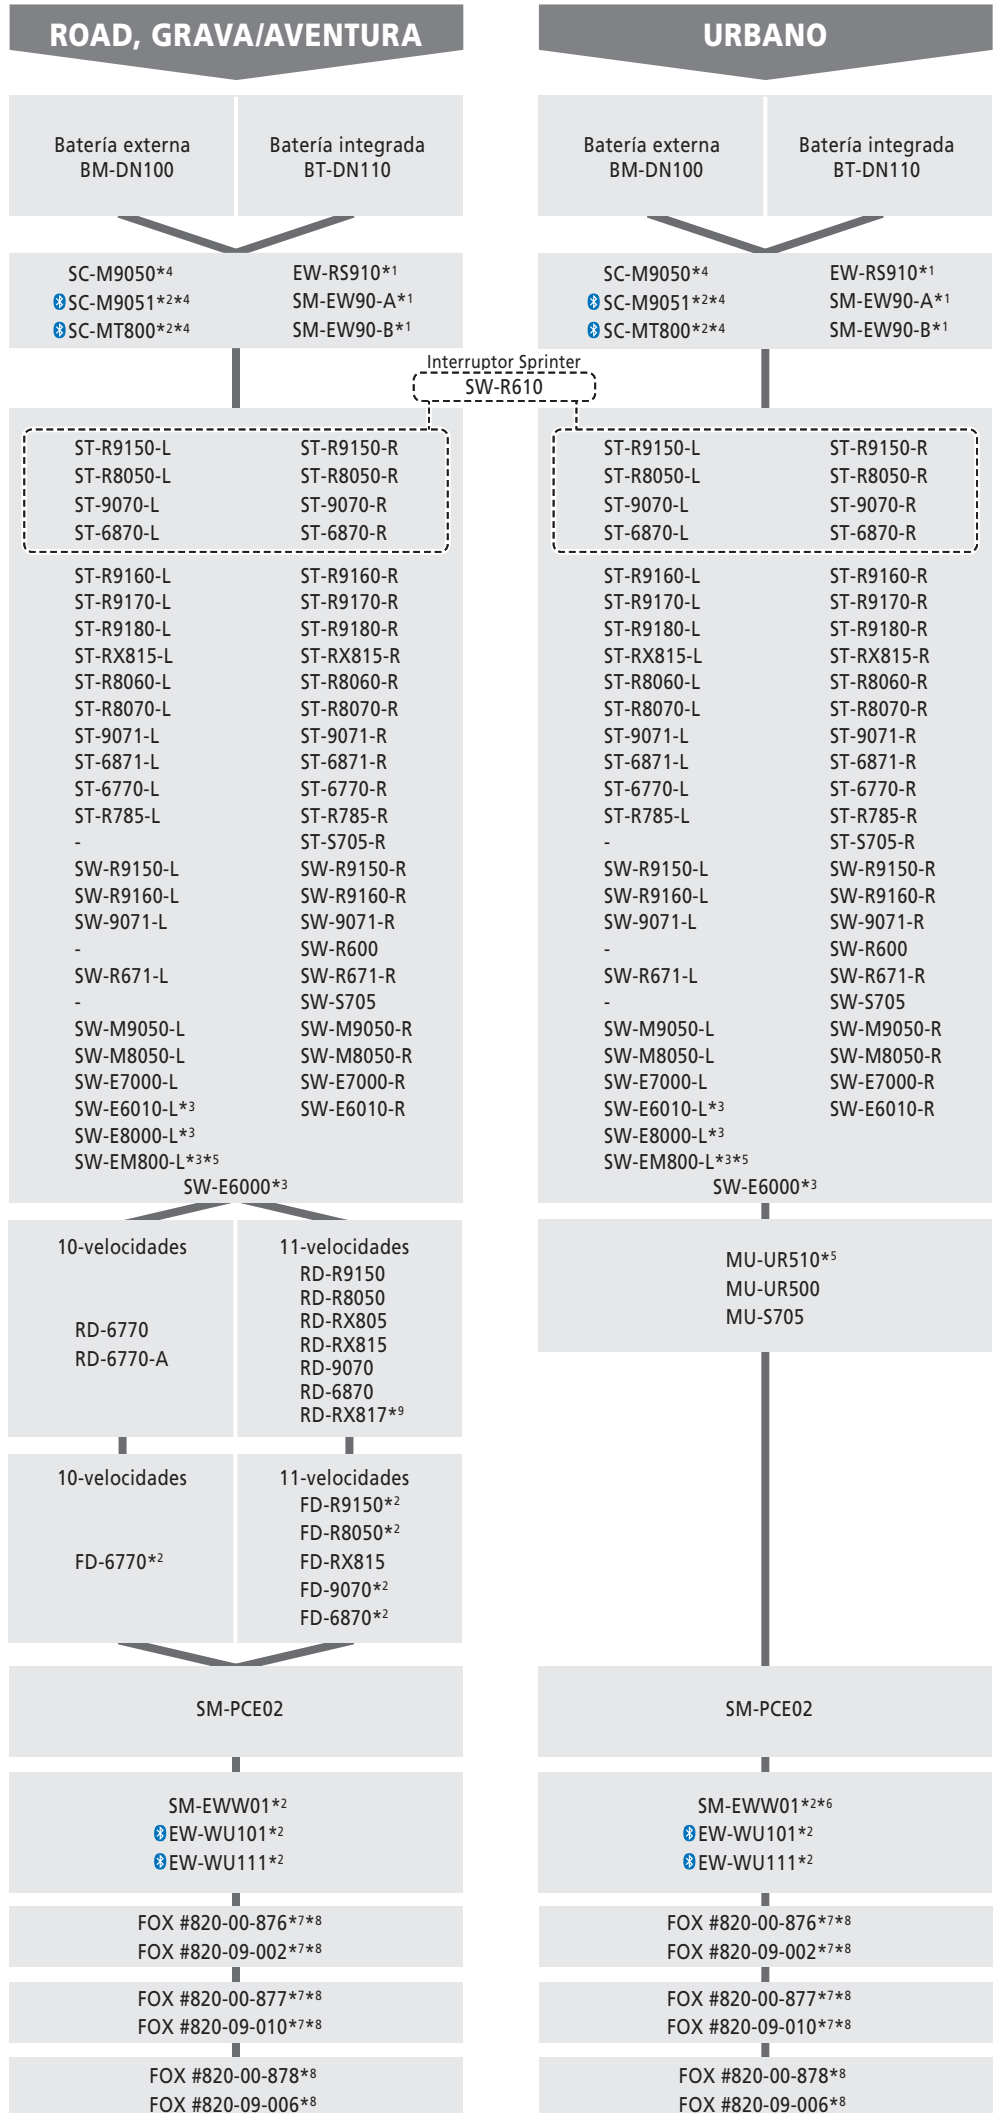 ROAD, GRAVA/AVENTURA
Batería externa
BM-DN100
Batería integrada
BT-DN110
SC-M9050*4
SC-M9051*2*4
SC-MT800*2*4
EW-RS910*1
SM-EW90-A*1
SM-EW90-B*1
Interruptor Sprinter
SW-R610
ST-R9150-L ST-R9150-R
ST-R8050-L ST-R8050-R
ST-9070-L ST-9070-R
ST-6870-L ST-6870-R
ST-R9160-L ST-R9160-R
ST-R9170-L ST-R9170-R
ST-R9180-L ST-R9180-R
ST-RX815-L ST-RX815-R
ST-R8060-L ST-R8060-R
ST-R8070-L ST-R8070-R
ST-9071-L ST-9071-R
ST-6871-L ST-6871-R
ST-6770-L ST-6770-R
ST-R785-L ST-R785-R
- ST-S705-R
SW-R9150-L SW-R9150-R
SW-R9160-L SW-R9160-R
SW-9071-L SW-9071-R
- SW-R600
SW-R671-L SW-R671-R
- SW-S705
SW-M9050-L SW-M9050-R
SW-M8050-L SW-M8050-R
SW-E7000-L SW-E7000-R
SW-E6010-L*3 SW-E6010-R
SW-E8000-L*3
SW-EM800-L*3*5
SW-E6000*3
10-velocidades
RD-6770
RD-6770-A
11-velocidades
RD-R9150
RD-R8050
RD-RX805
RD-RX815
RD-9070
RD-6870
RD-RX817*9
10-velocidades
FD-6770*2
11-velocidades
FD-R9150*2
FD-R8050*2
FD-RX815
FD-9070*2
FD-6870*2
SM-PCE02
SM-EWW01*2
EW-WU101*2
EW-WU111*2
FOX #820-00-876*7*8
FOX #820-09-002*7*8
FOX #820-00-877*7*8
FOX #820-09-010*7*8
FOX #820-00-878*8
FOX #820-09-006*8
URBANO
Batería externa
BM-DN100
Batería integrada
BT-DN110
SC-M9050*4
SC-M9051*2*4
SC-MT800*2*4
EW-RS910*1
SM-EW90-A*1
SM-EW90-B*1
ST-R9150-L ST-R9150-R
ST-R8050-L ST-R8050-R
ST-9070-L ST-9070-R
ST-6870-L ST-6870-R
ST-R9160-L ST-R9160-R
ST-R9170-L ST-R9170-R
ST-R9180-L ST-R9180-R
ST-RX815-L ST-RX815-R
ST-R8060-L ST-R8060-R
ST-R8070-L ST-R8070-R
ST-9071-L ST-9071-R
ST-6871-L ST-6871-R
ST-6770-L ST-6770-R
ST-R785-L ST-R785-R
- ST-S705-R
SW-R9150-L SW-R9150-R
SW-R9160-L SW-R9160-R
SW-9071-L SW-9071-R
- SW-R600
SW-R671-L SW-R671-R
- SW-S705
SW-M9050-L SW-M9050-R
SW-M8050-L SW-M8050-R
SW-E7000-L SW-E7000-R
SW-E6010-L*3 SW-E6010-R
SW-E8000-L*3
SW-EM800-L*3*5
SW-E6000*3
MU-UR510*5
MU-UR500
MU-S705
SM-PCE02
SM-EWW01*2*6
EW-WU101*2
EW-WU111*2
FOX #820-00-876*7*8
FOX #820-09-002*7*8
FOX #820-00-877*7*8
FOX #820-09-010*7*8
FOX #820-00-878*8
FOX #820-09-006*8